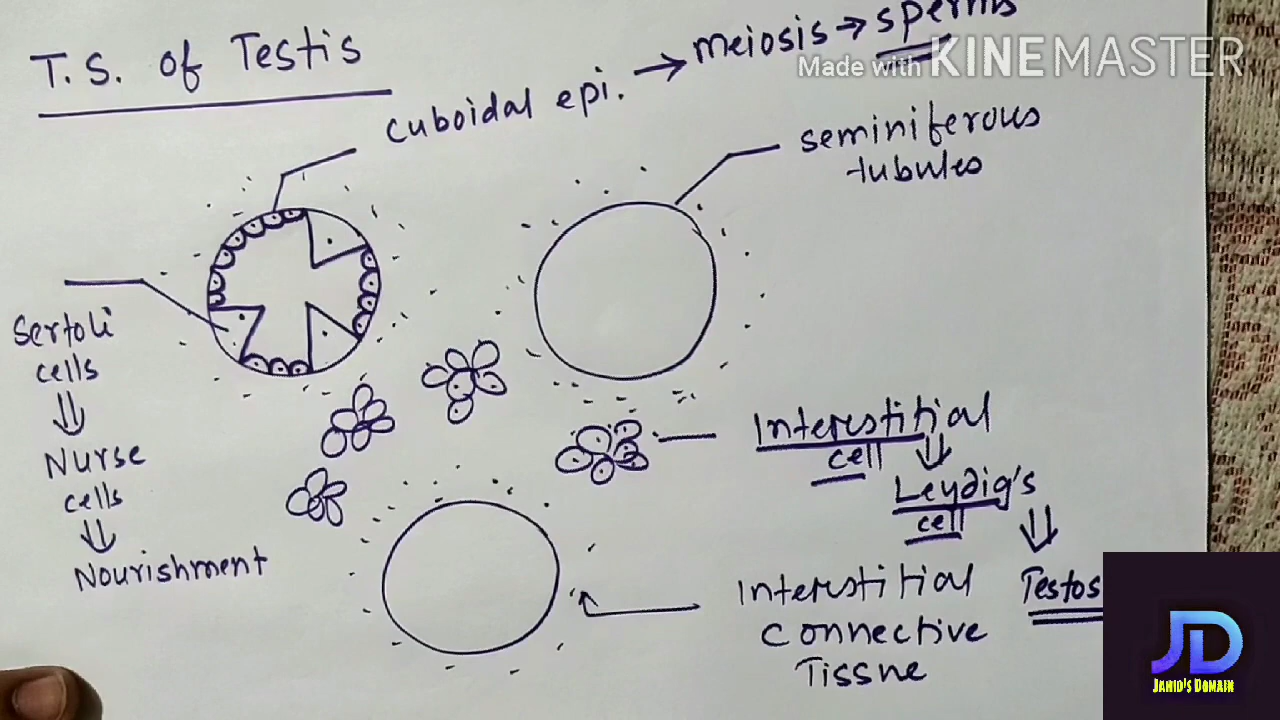 T.S. of Testis
cuboidal epi. → meiosis → sperms
Made with KINEMASTER
seminiferous
tubules
Sertoli
cells
⇓
Nurse
cells
⇓
Nourishment
Interstitial
cell ⇓
Leydig's
cell ⇓
Testos
Interstitial
Connective
Tissue
JD
JAHID'S DOMAIN